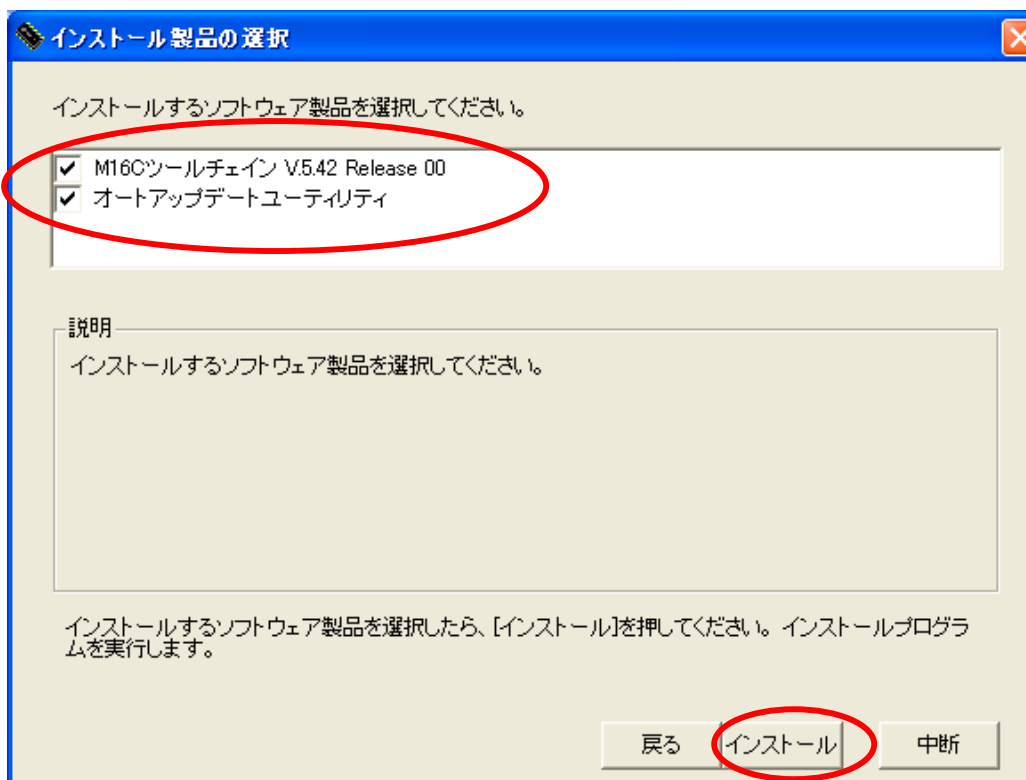 インストール製品の選択
インストールするソフトウェア製品を選択してください。
M16Cツールチェイン V.5.42 Release 00
オートアップデートユーティリティ
説明
インストールするソフトウェア製品を選択してください。
インストールするソフトウェア製品を選択したら、[インストール]を押してください。インストールプログラ
ムを実行します。
戻る インストール 中断